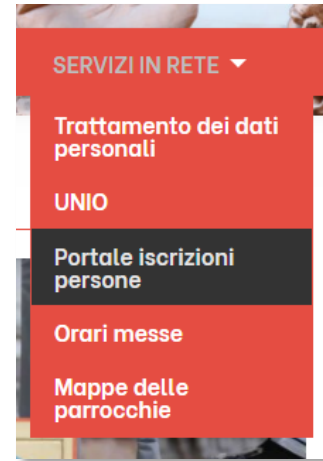 SERVIZI IN RETE
Trattamento dei dati
personali
UNIO
Portale iscrizioni
persone
Orari messe
Mappe delle
parrocchie